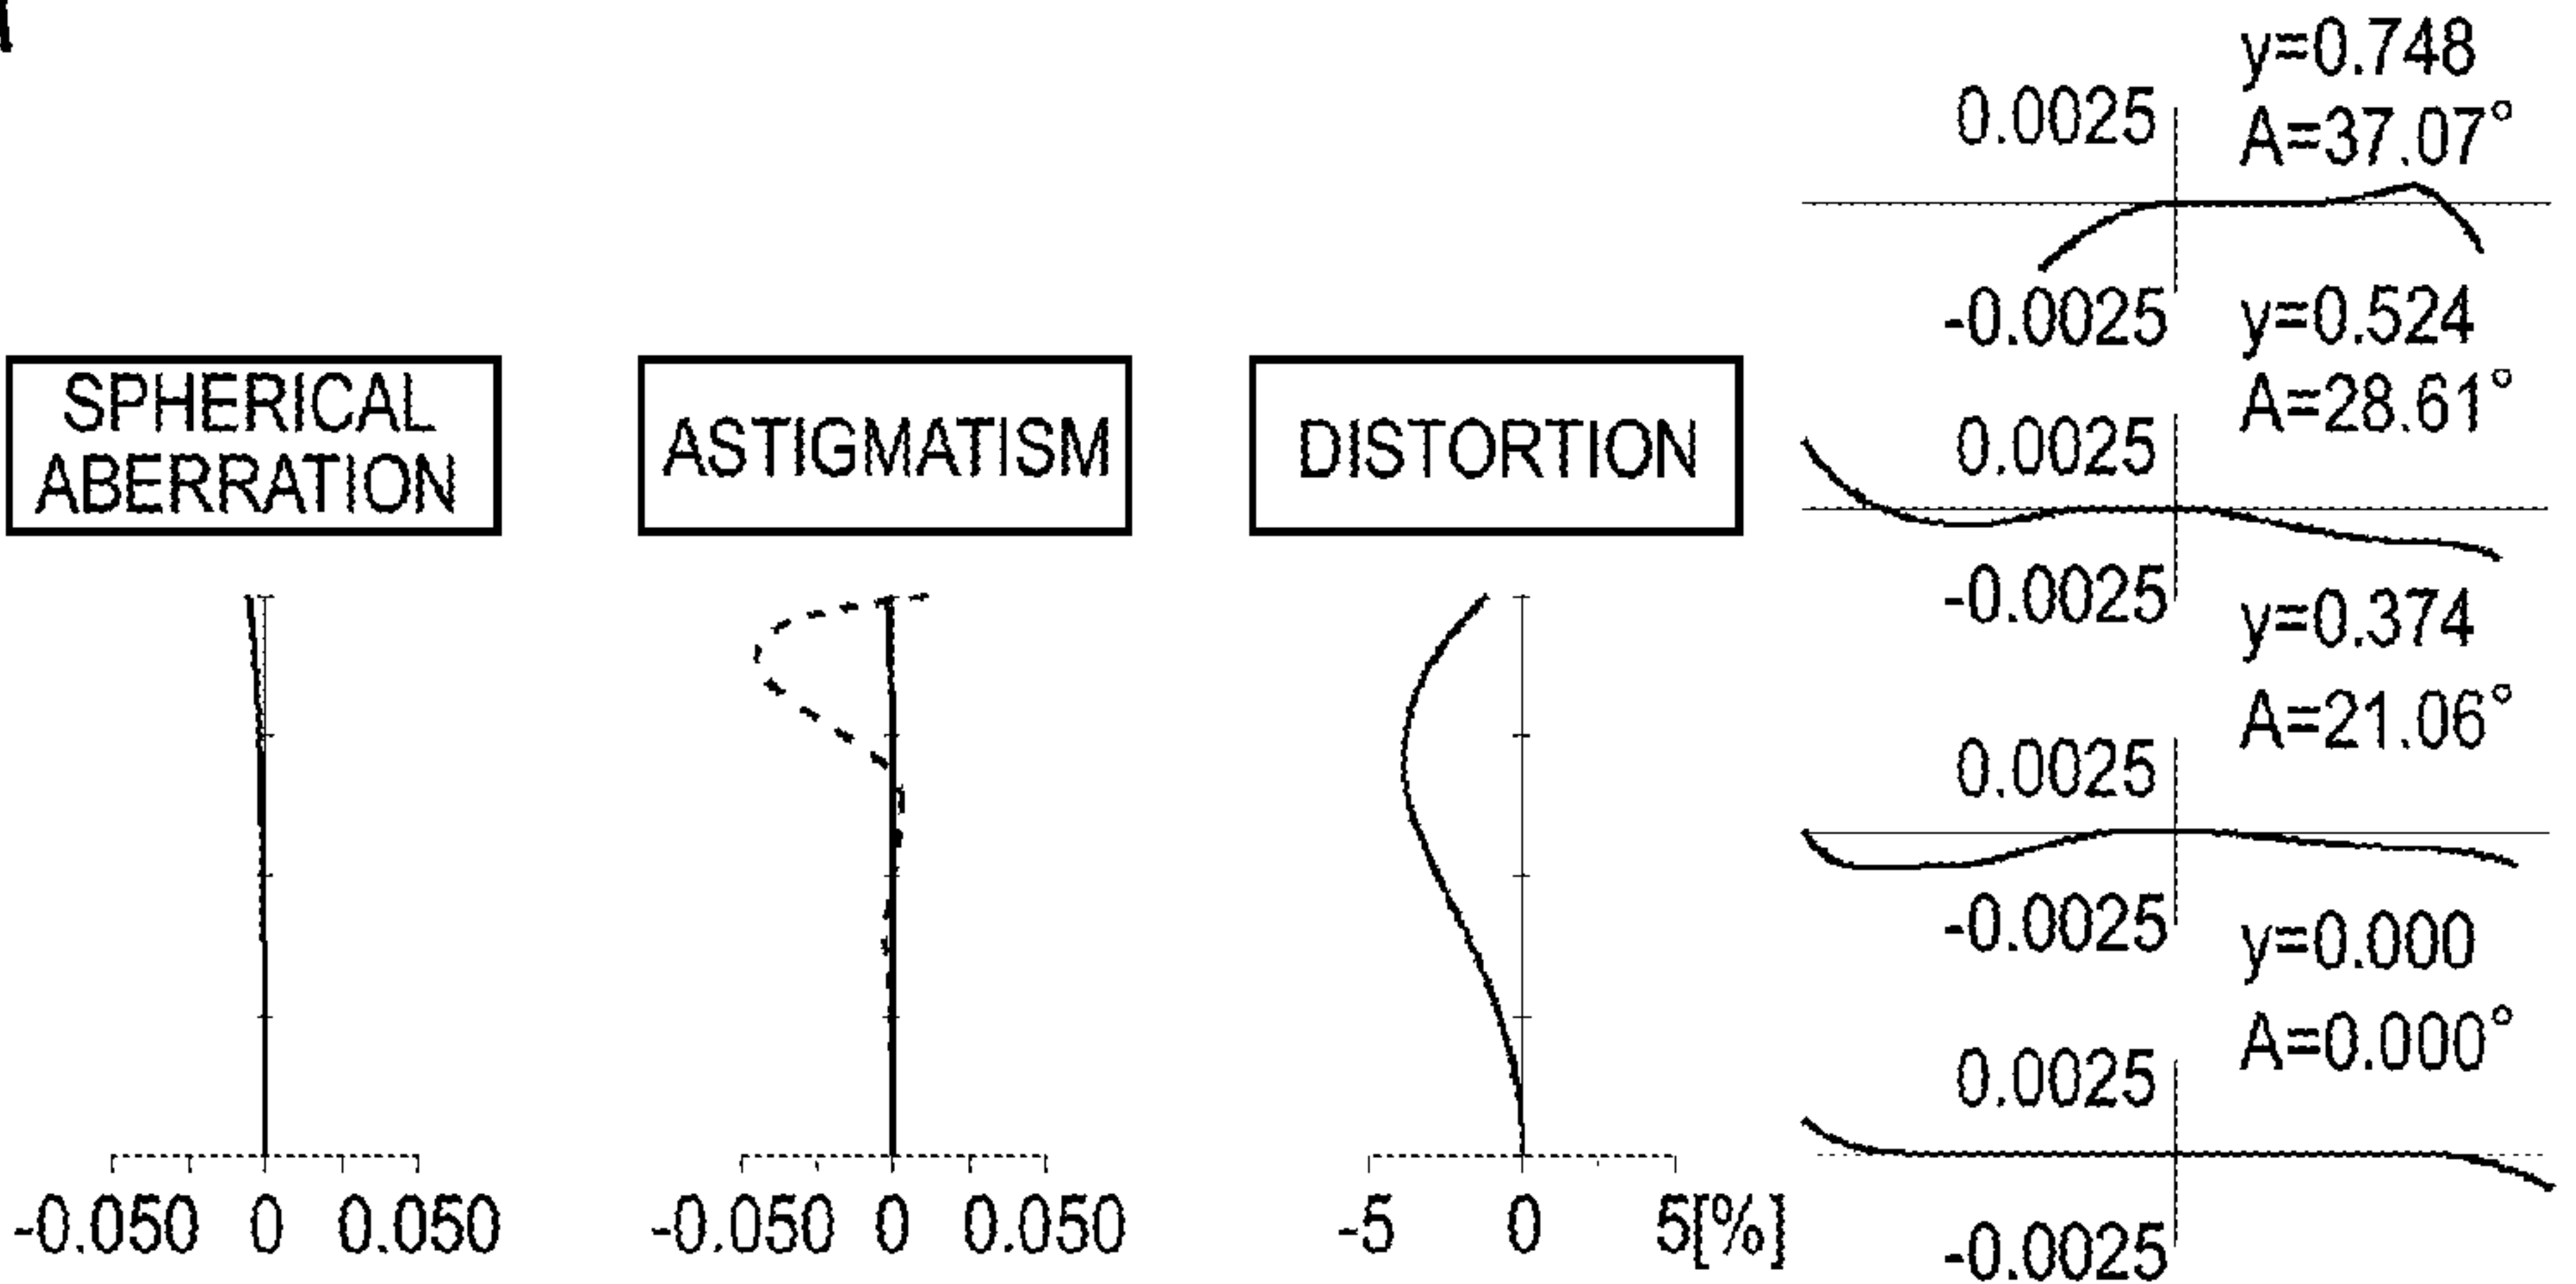 SPHERICAL
ABERRATION
-0.050 0 0.050
ASTIGMATISM
-0.050 0 0.050
DISTORTION
-5 0 5[%]
y=0.748
0.0025 A=37.07°
-0.0025 y=0.524
A=28.61°
0.0025
-0.0025 y=0.374
A=21.06°
0.0025
-0.0025 y=0.000
A=0.000°
0.0025
-0.0025